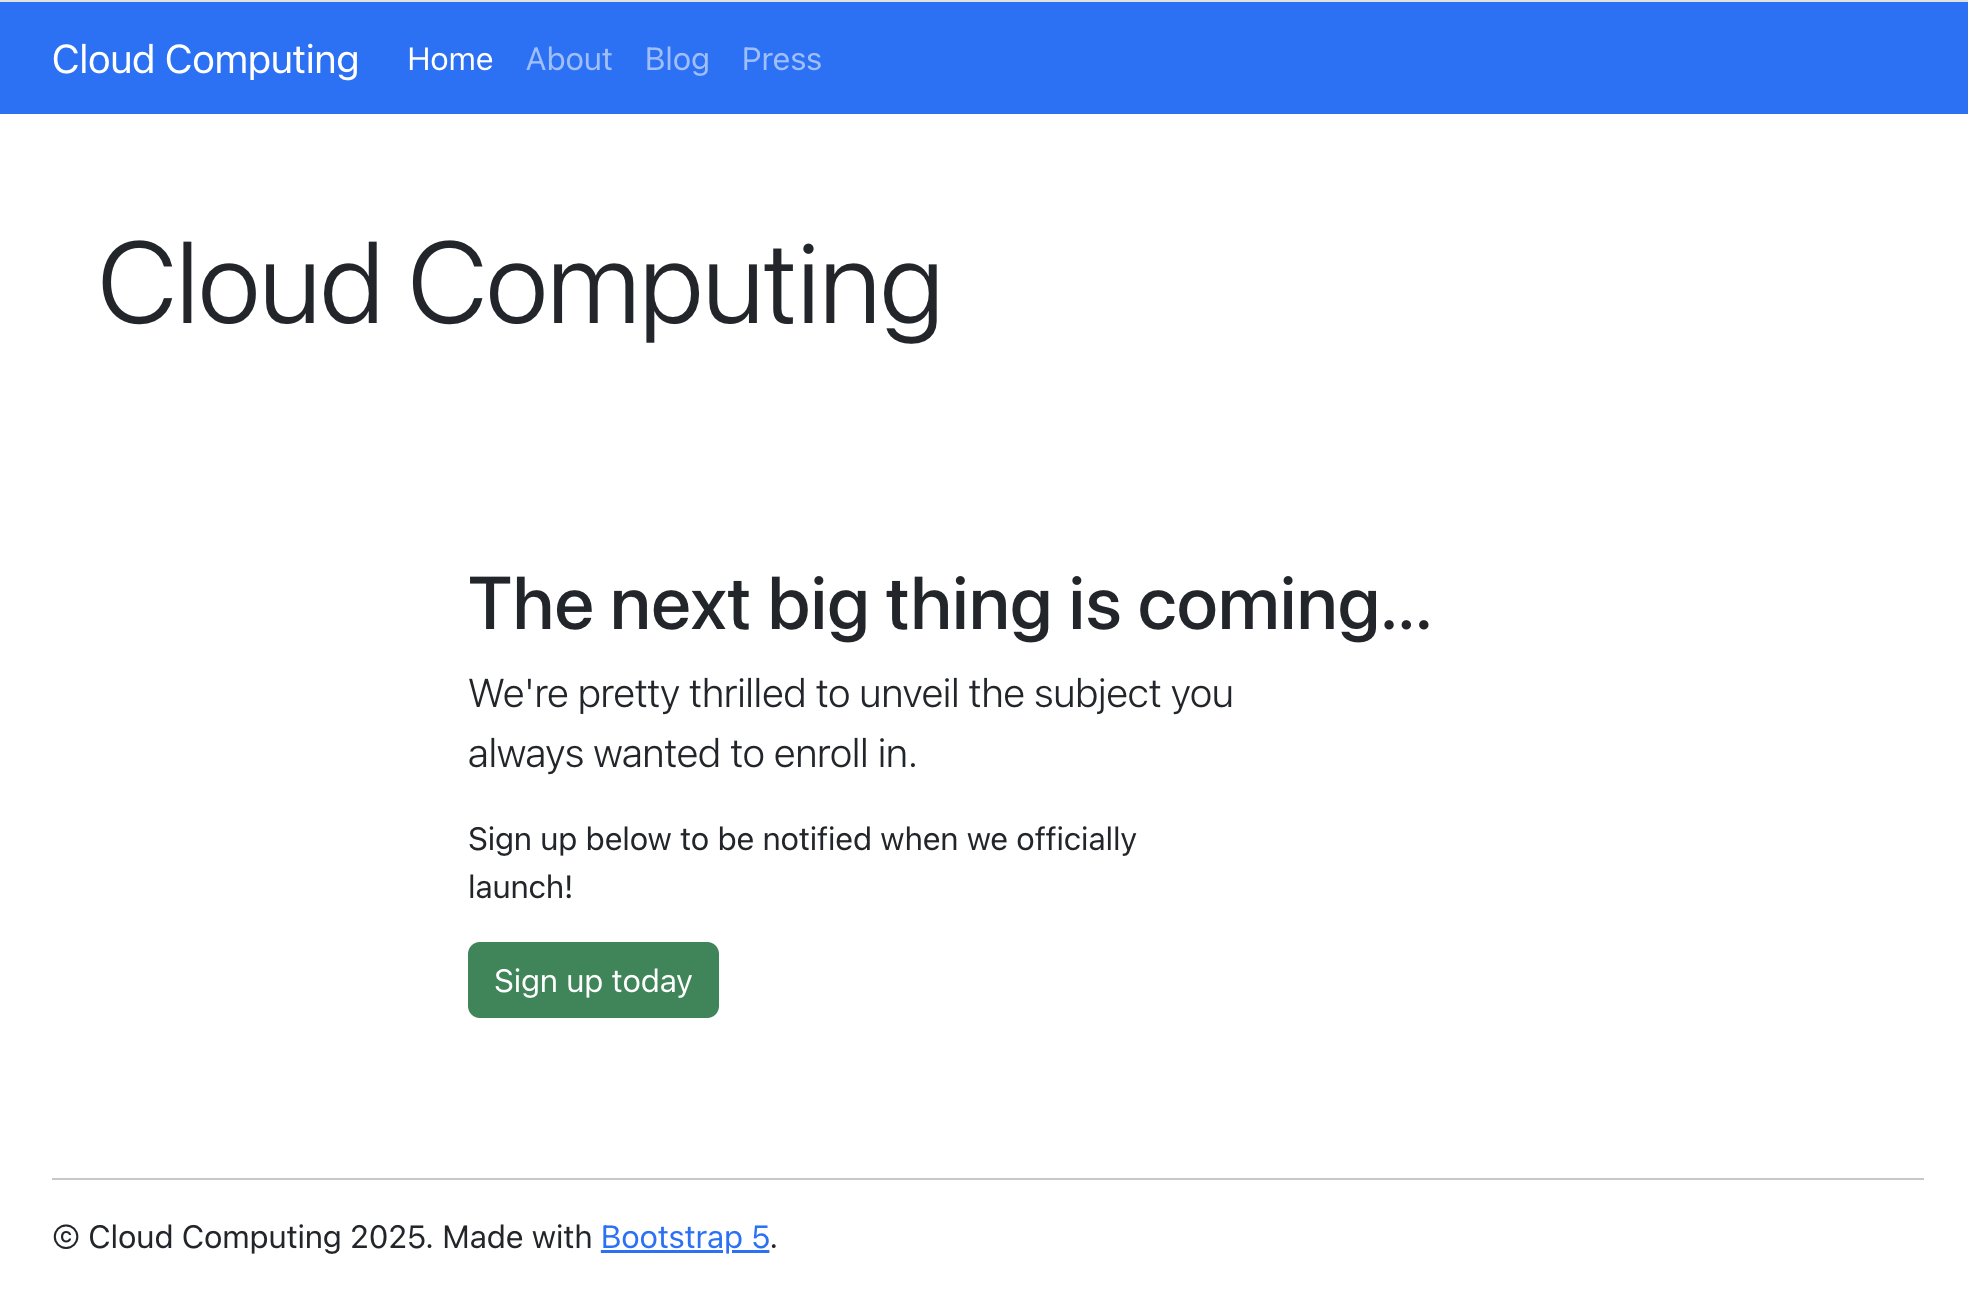 Cloud Computing Home About Blog Press
Cloud Computing
The next big thing is coming...
We're pretty thrilled to unveil the subject you
always wanted to enroll in.
Sign up below to be notified when we officially
launch!
Sign up today
© Cloud Computing 2025. Made with Bootstrap 5.